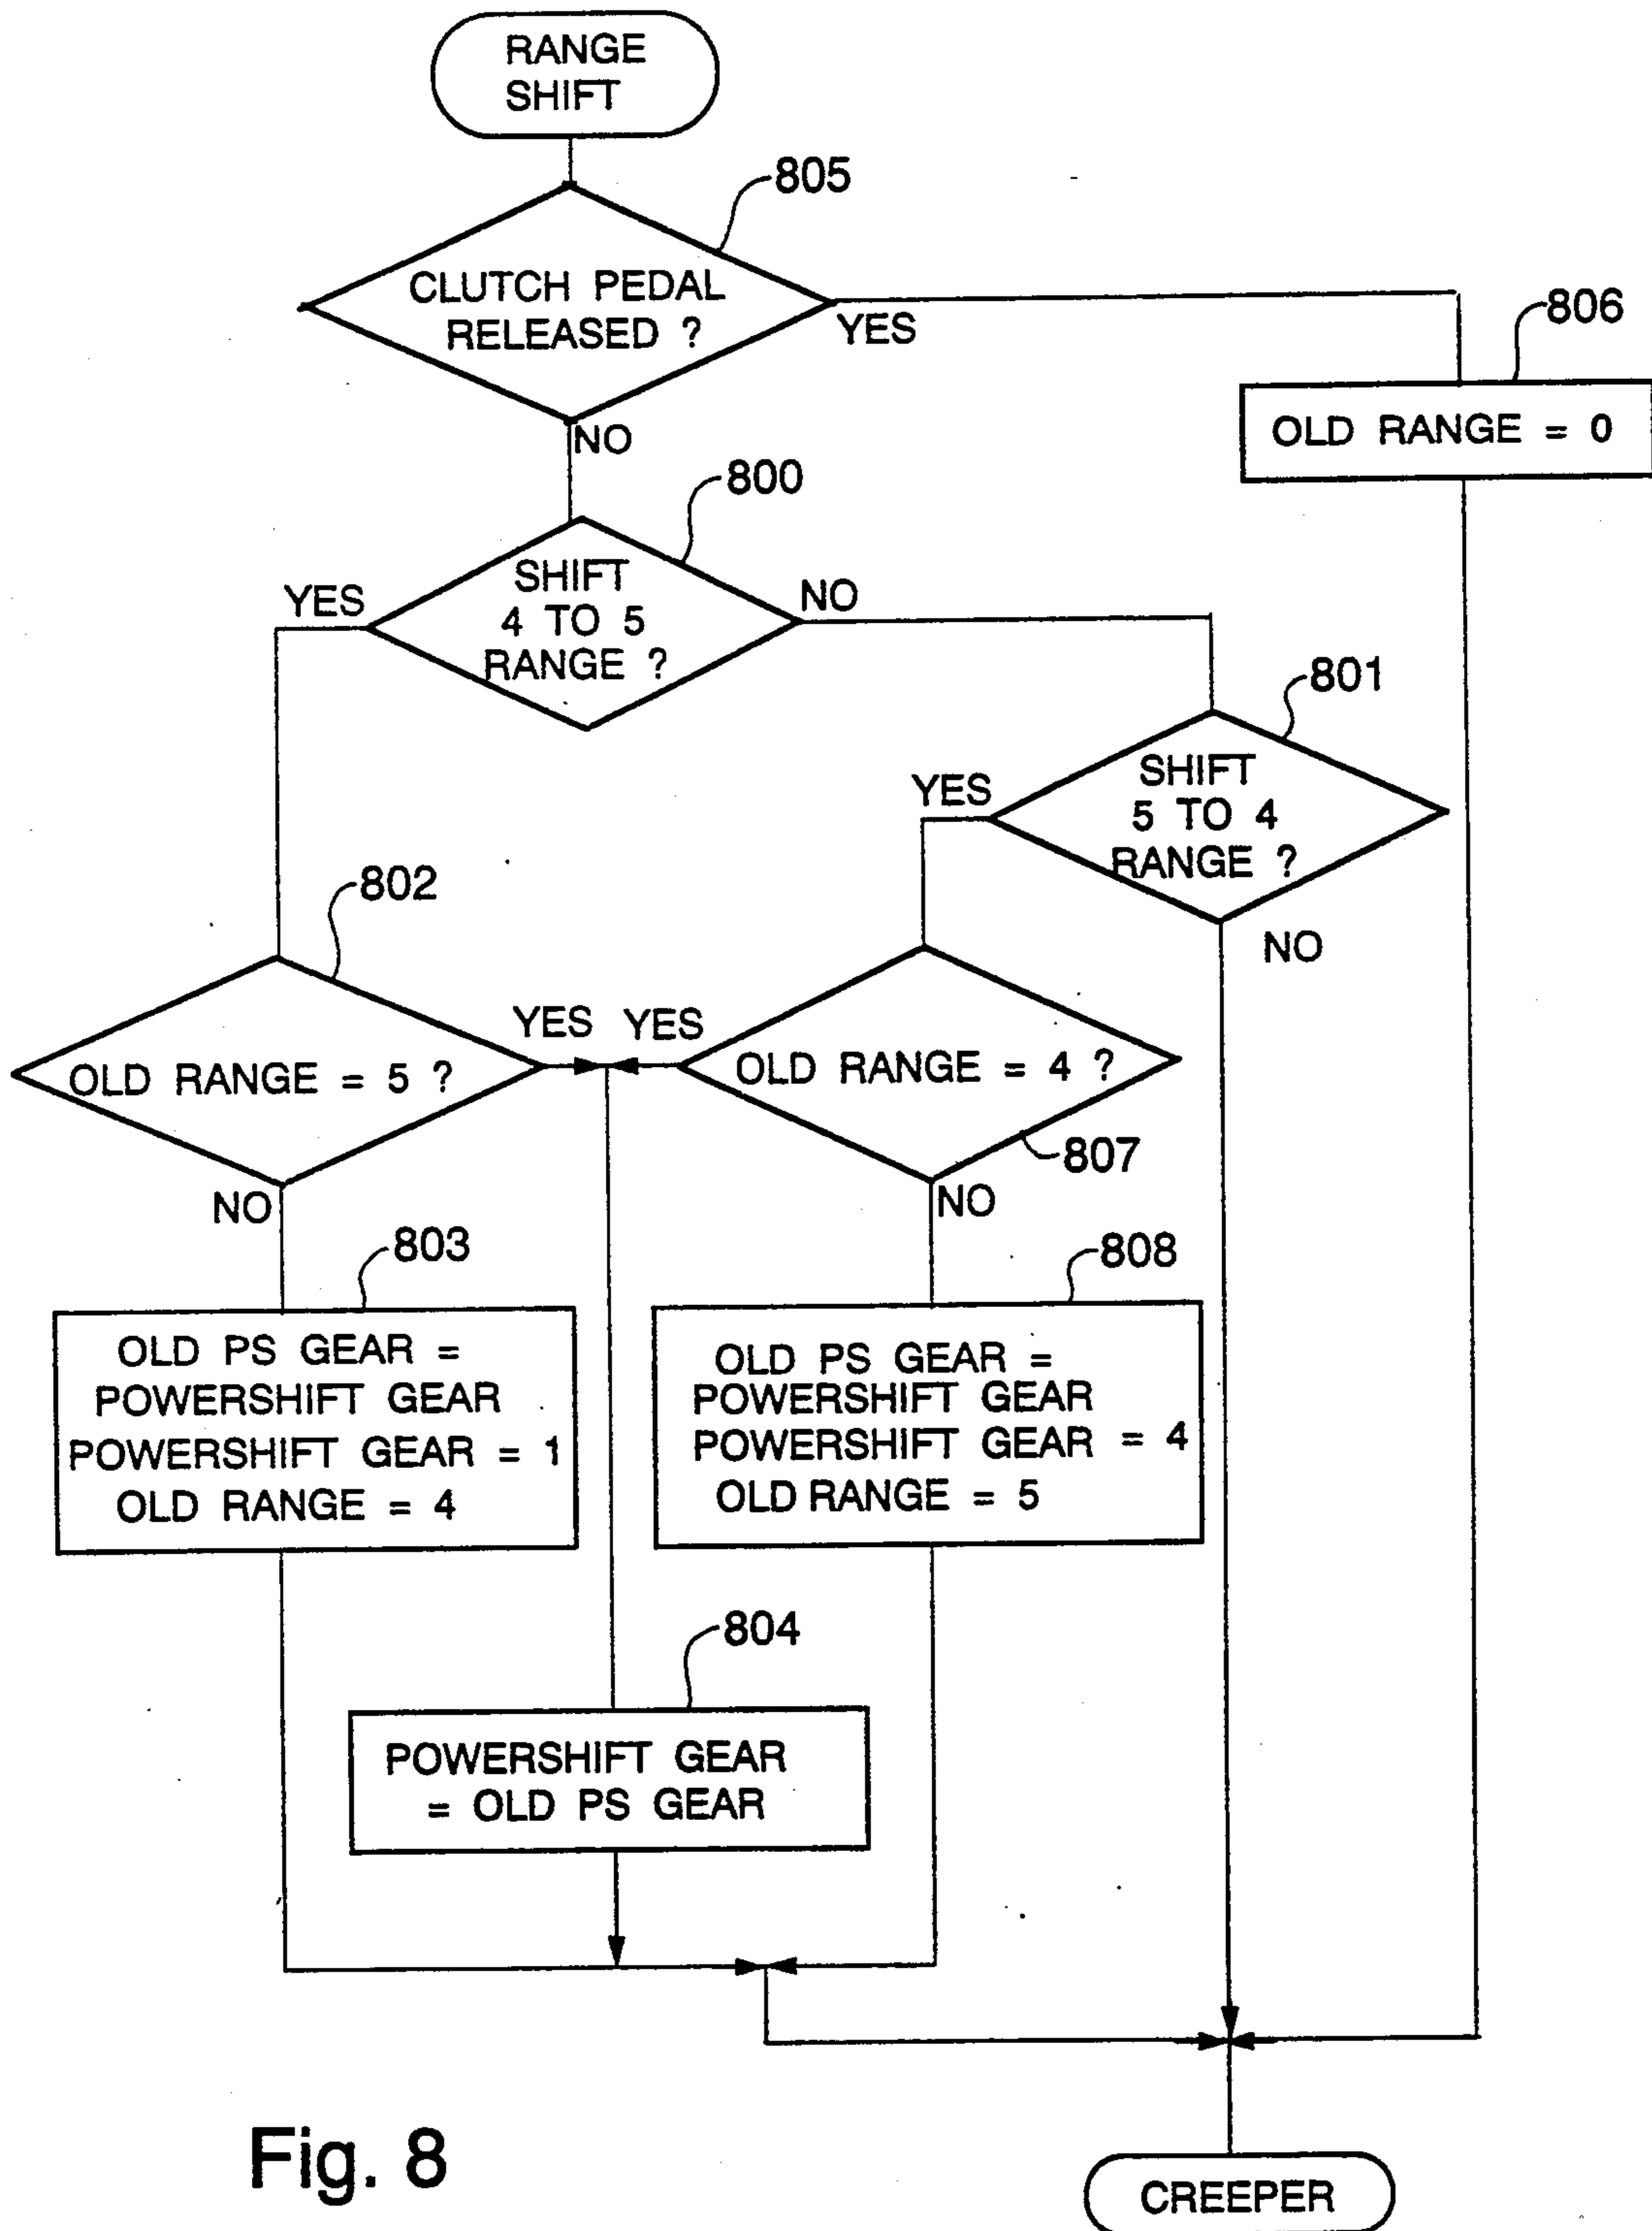 RANGE
SHIFT
805
CLUTCH PEDAL
RELEASED ?
YES
806
OLD RANGE = 0
NO
800
SHIFT
4 TO 5
RANGE ?
YES
NO
801
SHIFT
5 TO 4
RANGE ?
YES
NO
802
OLD RANGE = 5 ?
YES
YES
OLD RANGE = 4 ?
807
NO
NO
803
OLD PS GEAR =
POWERSHIFT GEAR
POWERSHIFT GEAR = 1
OLD RANGE = 4
808
OLD PS GEAR =
POWERSHIFT GEAR
POWERSHIFT GEAR = 4
OLD RANGE = 5
804
POWERSHIFT GEAR
= OLD PS GEAR
Fig. 8
CREEPER